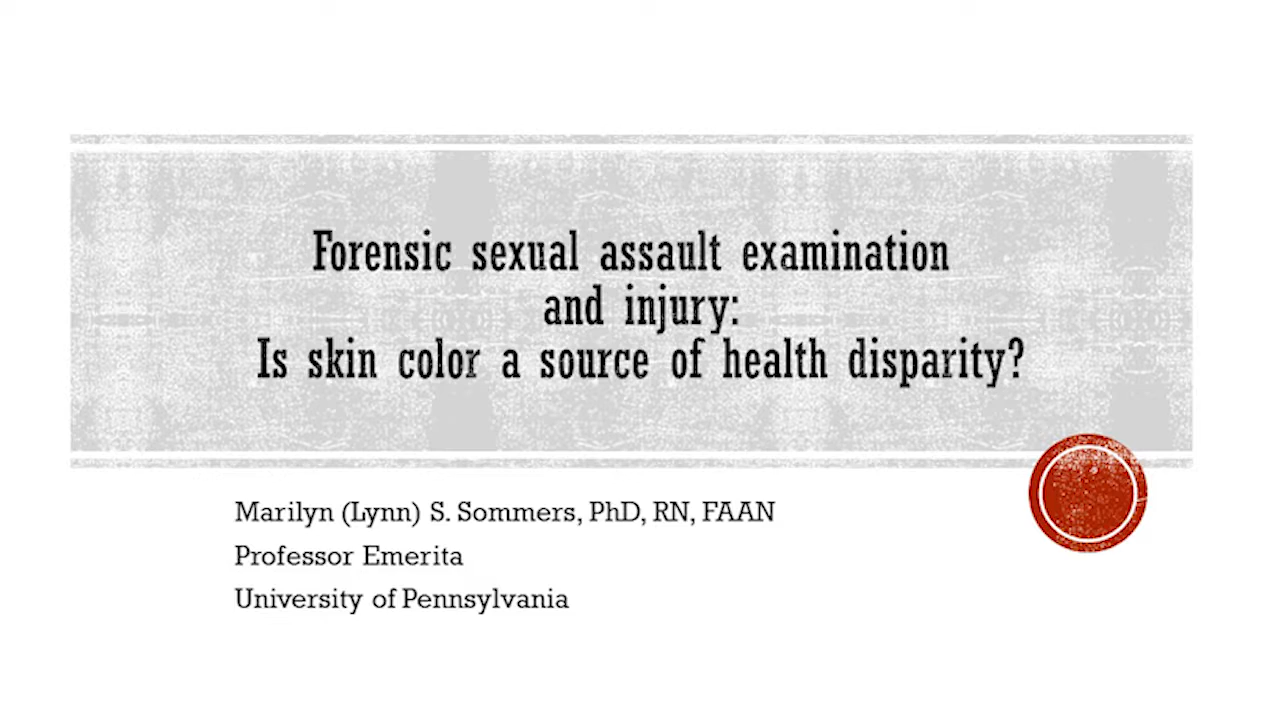 Forensic sexual assault examination
and injury:
Is skin color a source of health disparity?
Marilyn (Lynn) S. Sommers, PhD, RN, FAAN
Professor Emerita
University of Pennsylvania